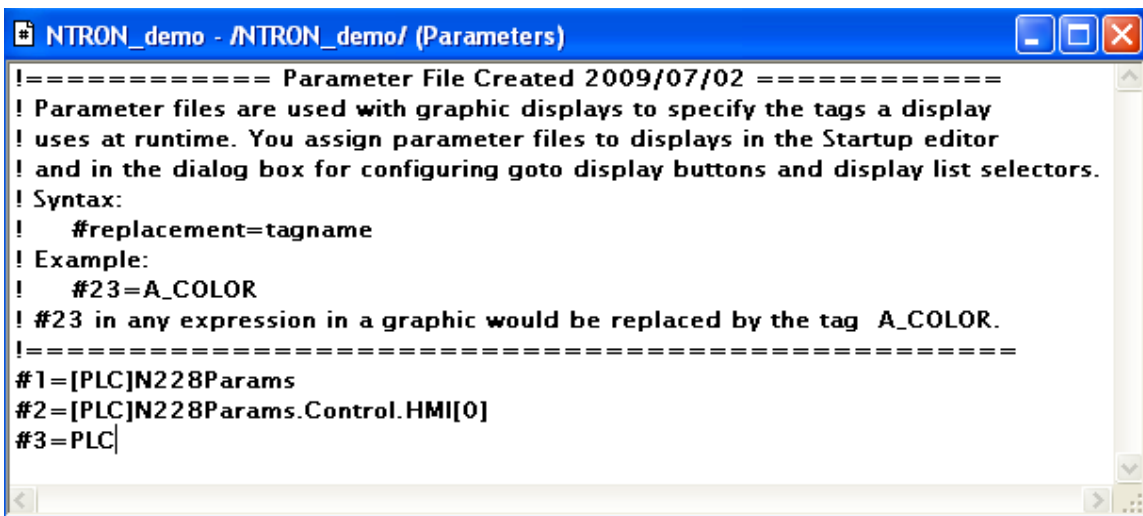 NTRON_demo - /NTRON_demo/ (Parameters)
!============ Parameter File Created 2009/07/02 ============
! Parameter files are used with graphic displays to specify the tags a display
! uses at runtime. You assign parameter files to displays in the Startup editor
! and in the dialog box for configuring goto display buttons and display list selectors.
! Syntax:
!    #replacement=tagname
! Example:
!    #23=A_COLOR
! #23 in any expression in a graphic would be replaced by the tag  A_COLOR.
!================================================
#1=[PLC]N228Params
#2=[PLC]N228Params.Control.HMI[0]
#3=PLC